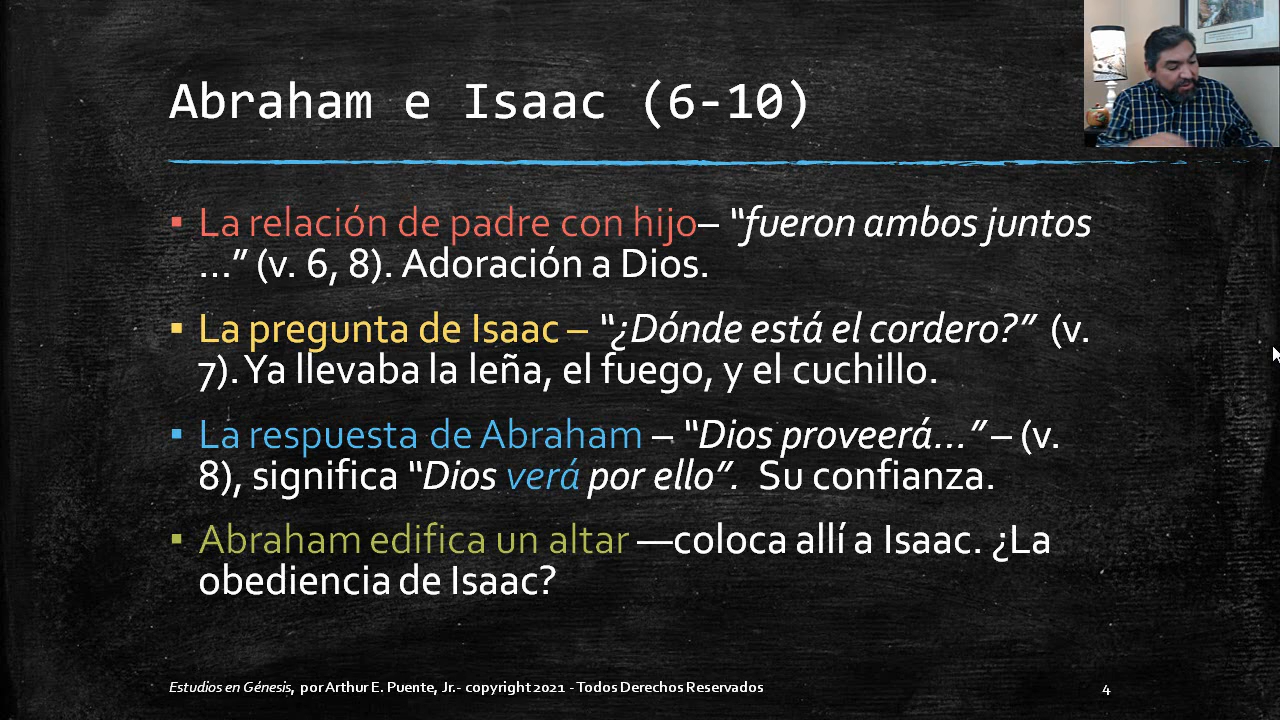 Abraham e Isaac (6-10)
▪ La relación de padre con hijo– “fueron ambos juntos
…” (v. 6, 8). Adoración a Dios.
▪ La pregunta de Isaac – “¿Dónde está el cordero?” (v.
7). Ya llevaba la leña, el fuego, y el cuchillo.
▪ La respuesta de Abraham – “Dios proveerá…” – (v.
8), significa “Dios verá por ello”. Su confianza.
▪ Abraham edifica un altar —coloca allí a Isaac. ¿La
obediencia de Isaac?
Estudios en Génesis, por Arthur E. Puente, Jr.- copyright 2021 - Todos Derechos Reservados
4